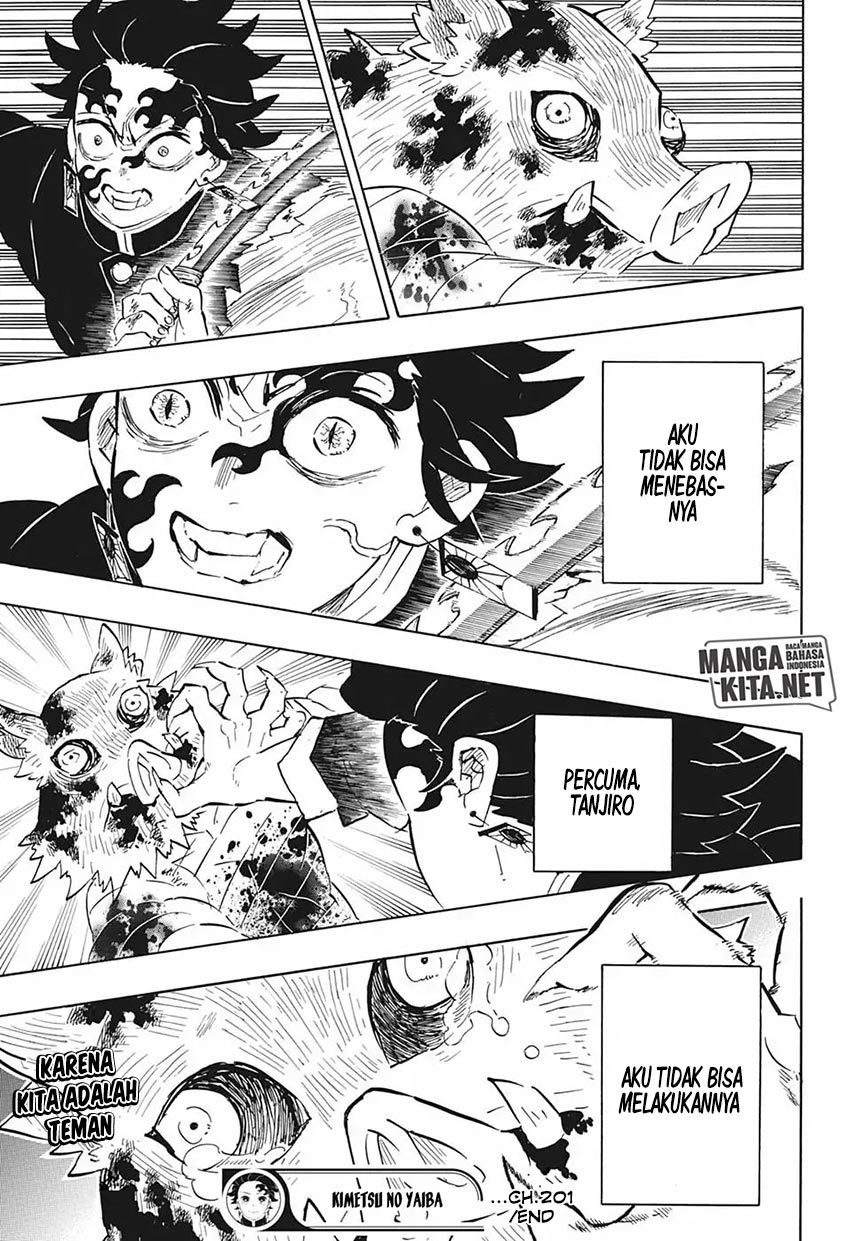 AKU
TIDAK BISA
MENEBAS-
NYA
MANGA
KITA.NET
BACA MANGA
BAHASA
INDONESIA
PERCUMA,
TANJIRO
AKU TIDAK BISA
MELAKUKANNYA
KARENA
KITA ADALAH
TEMAN
KIMETSU NO YAIBA
...CH.201
/END